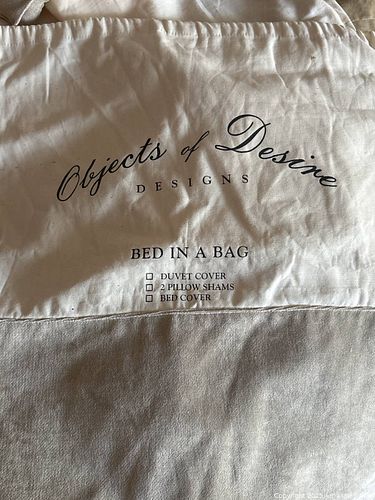 Objects of Desire
DESIGNS
BED IN A BAG
☐ DUVET COVER
☐ 2 PILLOW SHAMS
☐ BED COVER